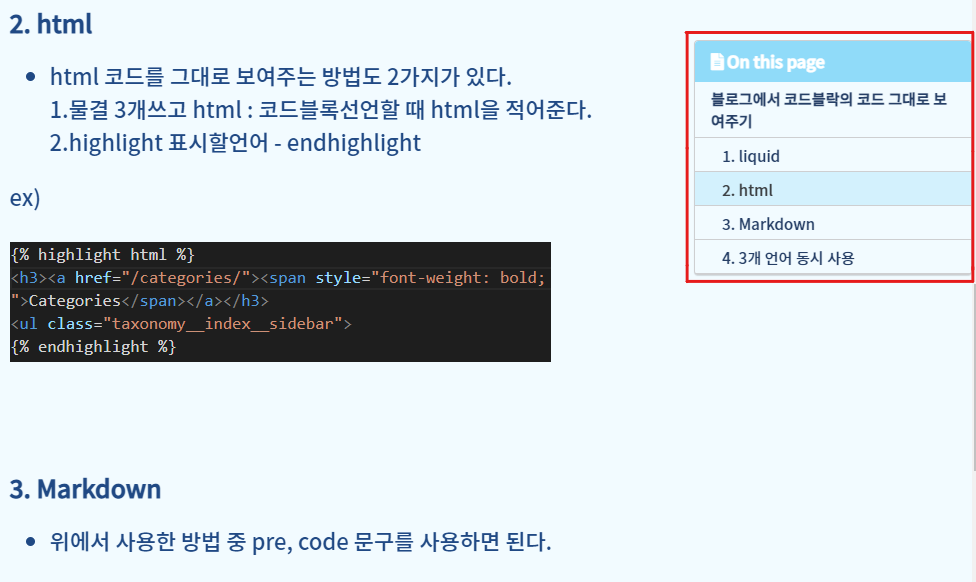 2. html
html 코드를 그대로 보여주는 방법도 2가지가 있다.
1.물결 3개쓰고 html : 코드블록선언할 때 html을 적어준다.
2.highlight 표시할언어 - endhighlight
ex)
{% highlight html %}
<h3><a href="/categories/"><span style="font-weight: bold;
">Categories</span></a></h3>
<ul class="taxonomy__index__sidebar">
{% endhighlight %}
3. Markdown
위에서 사용한 방법 중 pre, code 문구를 사용하면 된다.
On this page
블로그에서 코드블락의 코드 그대로 보
여주기
1. liquid
2. html
3. Markdown
4. 3개 언어 동시 사용